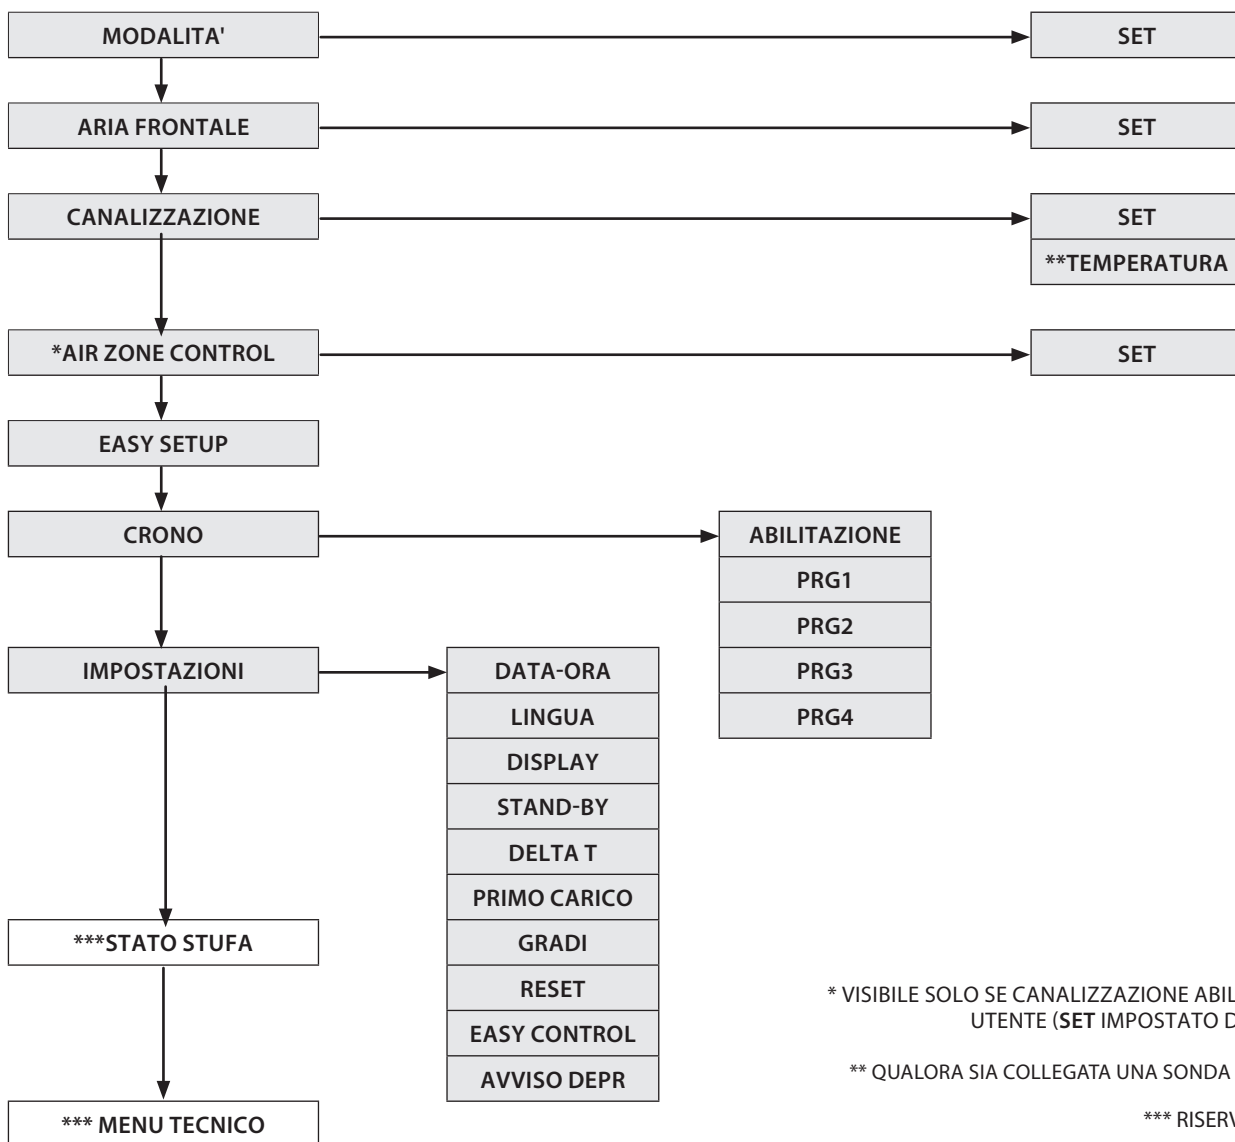 MODALITA'
SET
ARIA FRONTALE
SET
CANALIZZAZIONE
SET
**TEMPERATURA
*AIR ZONE CONTROL
SET
EASY SETUP
CRONO
ABILITAZIONE
PRG1
PRG2
PRG3
PRG4
IMPOSTAZIONI
DATA-ORA
LINGUA
DISPLAY
STAND-BY
DELTA T
PRIMO CARICO
GRADI
RESET
EASY CONTROL
AVVISO DEPR
***STATO STUFA
*** MENU TECNICO
* VISIBILE SOLO SE CANALIZZAZIONE
UTENTE (SET IMPOSTATO
** QUALORA SIA COLLEGATA UNA SONDA
***